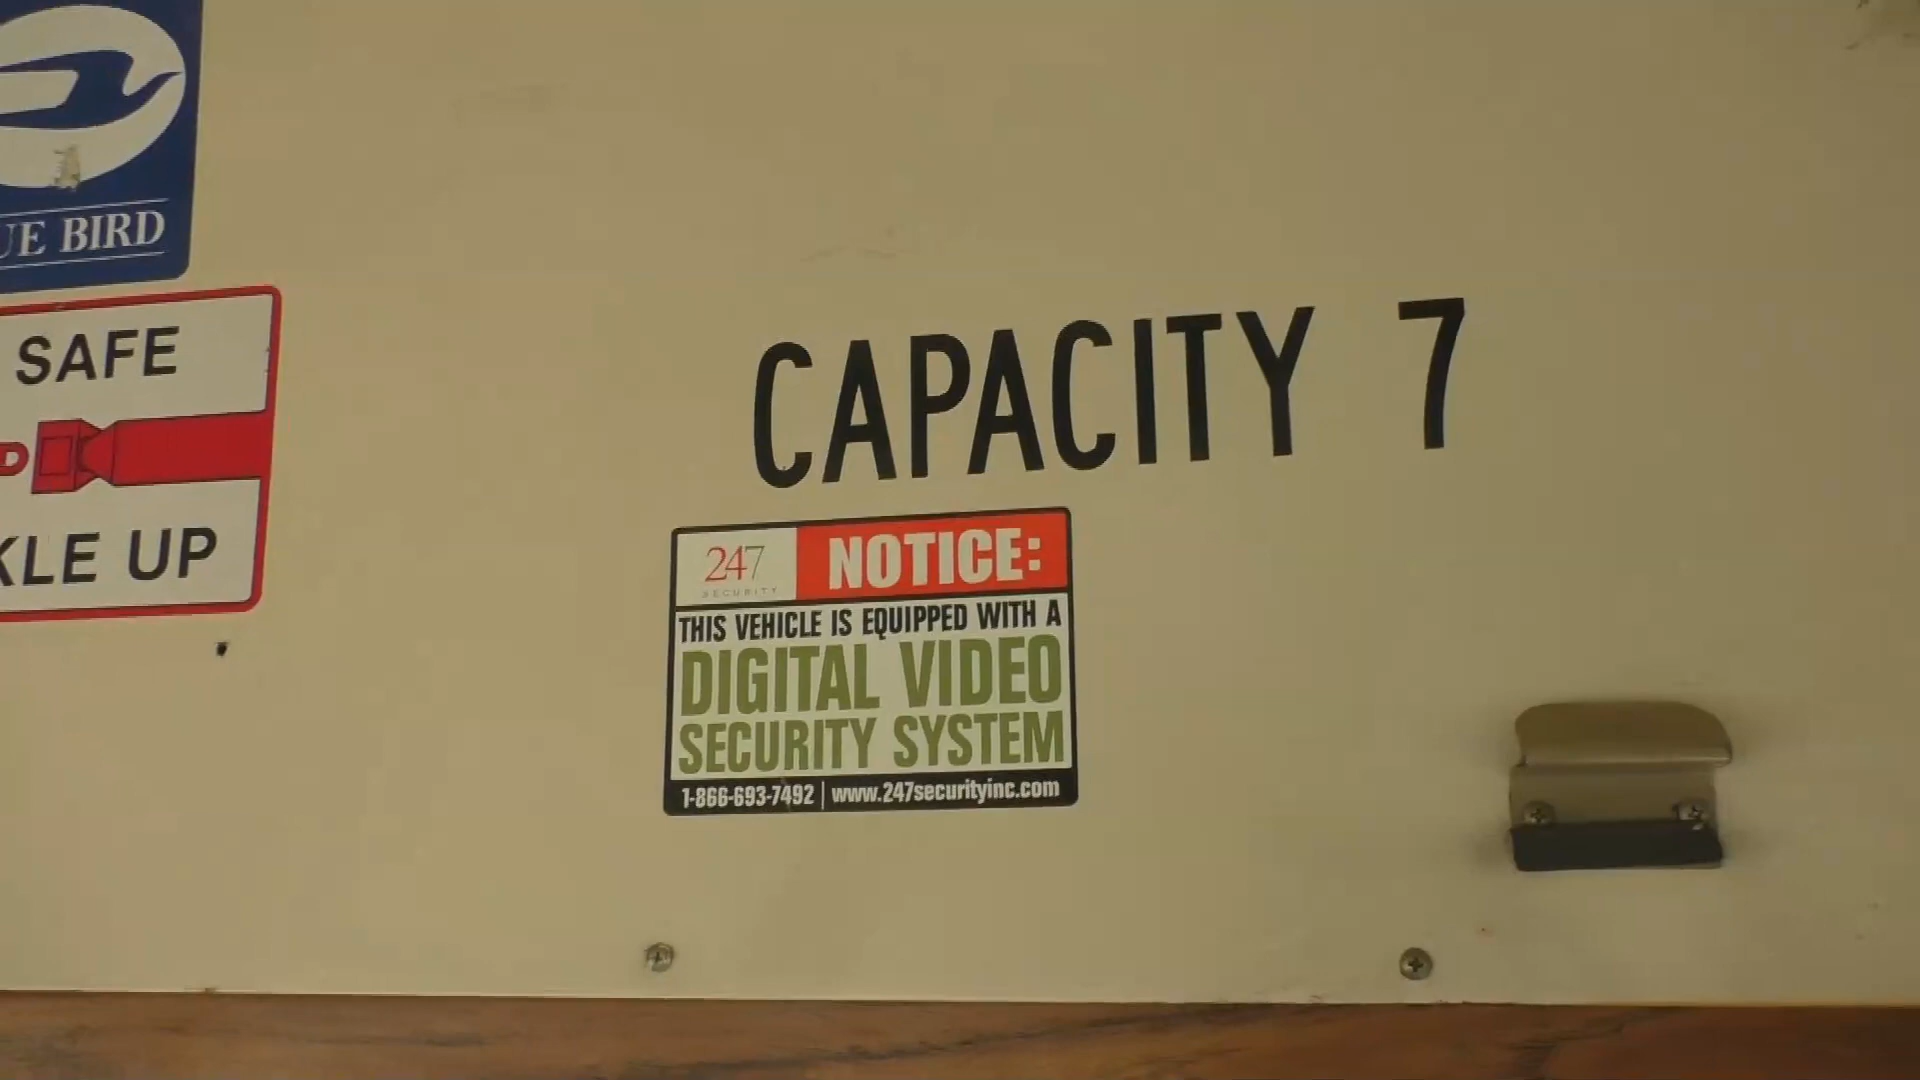 UE BIRD
SAFE
KLE UP
CAPACITY 7
247
SECURITY
NOTICE:
THIS VEHICLE IS EQUIPPED WITH A
DIGITAL VIDEO
SECURITY SYSTEM
1-866-693-7492 | www.247securityinc.com